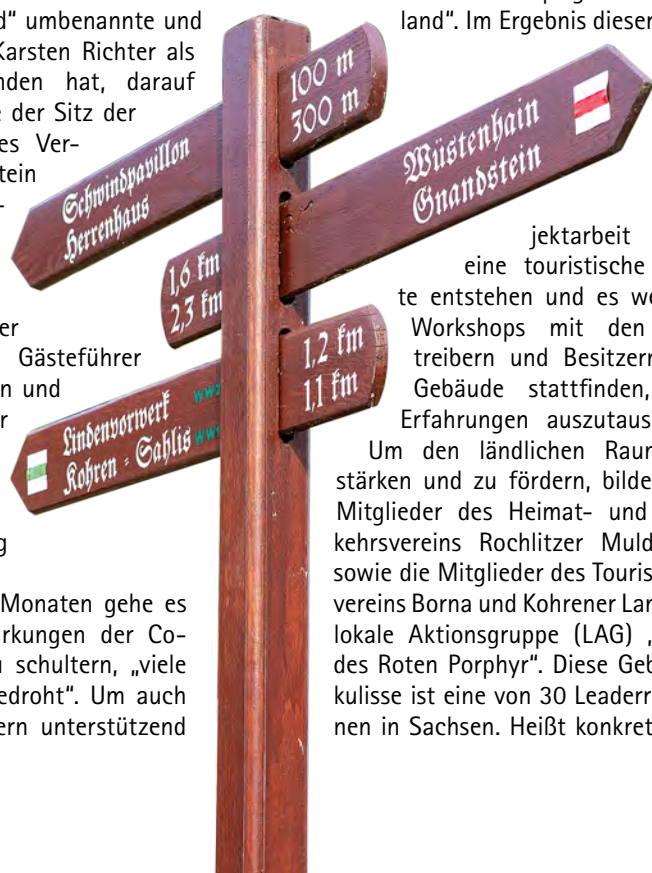 d“ umbenannte und
Karsten Richter als
nden hat, darauf
e der Sitz der
es Ver-
tein
-
er
Gästeführer
n und
r
g
Monaten gehe es
rkungen der Co-
u schultern, „viele
edroht“. Um auch
ern unterstützend
100 m
300 m
Schwindpavillon
Herrenhaus
Wüstenhain
Gnandstein
1,6 km
2,3 km
1,2 km
1,1 km
Lindenvorwerk
Kohren-Sahlis
land“. Im Ergebnis dieser
jektarbeit
eine touristische
te entstehen und es we
Workshops mit den
treibern und Besitzerr
Gebäude stattfinden,
Erfahrungen auszutaus
Um den ländlichen Raur
stärken und zu fördern, bilde
Mitglieder des Heimat- und
kehrsvereins Rochlitzer Muld
sowie die Mitglieder des Touris
vereins Borna und Kohrener Lar
lokale Aktionsgruppe (LAG) „
des Roten Porphyr“. Diese Geb
kulisse ist eine von 30 Leaderr
nen in Sachsen. Heißt konkret